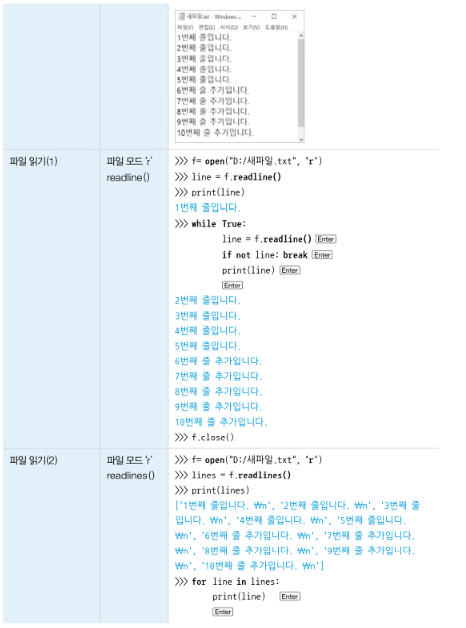 새파일.txt - Windows ...
파일(F) 편집(E) 서식(O) 보기(V) 도움말(H)
1번째 줄입니다.
2번째 줄입니다.
3번째 줄입니다.
4번째 줄입니다.
5번째 줄입니다.
6번째 줄 추가입니다.
7번째 줄 추가입니다.
8번째 줄 추가입니다.
9번째 줄 추가입니다.
10번째 줄 추가입니다.
파일 읽기(1)
파일 모드 'r'
readline()
>>> f= open("D:/새파일.txt", 'r')
>>> line = f.readline()
>>> print(line)
1번째 줄입니다.
>>> while True:
line = f.readline() Enter
if not line: break Enter
print(line) Enter
Enter
2번째 줄입니다.
3번째 줄입니다.
4번째 줄입니다.
5번째 줄입니다.
6번째 줄 추가입니다.
7번째 줄 추가입니다.
8번째 줄 추가입니다.
9번째 줄 추가입니다.
10번째 줄 추가입니다.
>>> f.close()
파일 읽기(2)
파일 모드 'r'
readlines()
>>> f= open("D:/새파일.txt", 'r')
>>> lines = f.readlines()
>>> print(lines)
['1번째 줄입니다. ₩n', '2번째 줄입니다. ₩n', '3번째 줄
입니다. ₩n', '4번째 줄입니다. ₩n', '5번째 줄입니다.
₩n', '6번째 줄 추가입니다. ₩n', '7번째 줄 추가입니다.
₩n', '8번째 줄 추가입니다. ₩n', '9번째 줄 추가입니다.
₩n', '10번째 줄 추가입니다. ₩n']
>>> for line in lines:
print(line) Enter
Enter